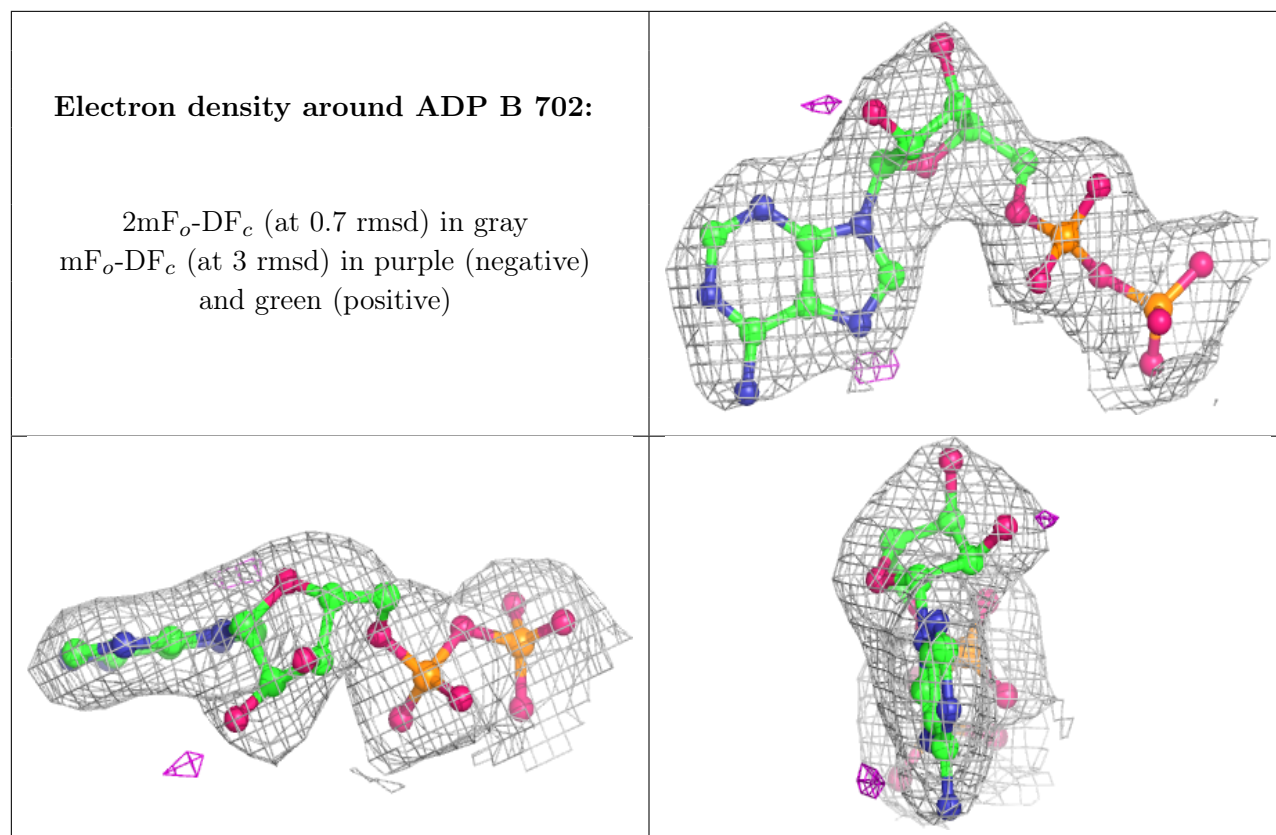 Electron density around ADP B 702:
2mFo-DFc (at 0.7 rmsd) in gray
mFo-DFc (at 3 rmsd) in purple (negative)
and green (positive)